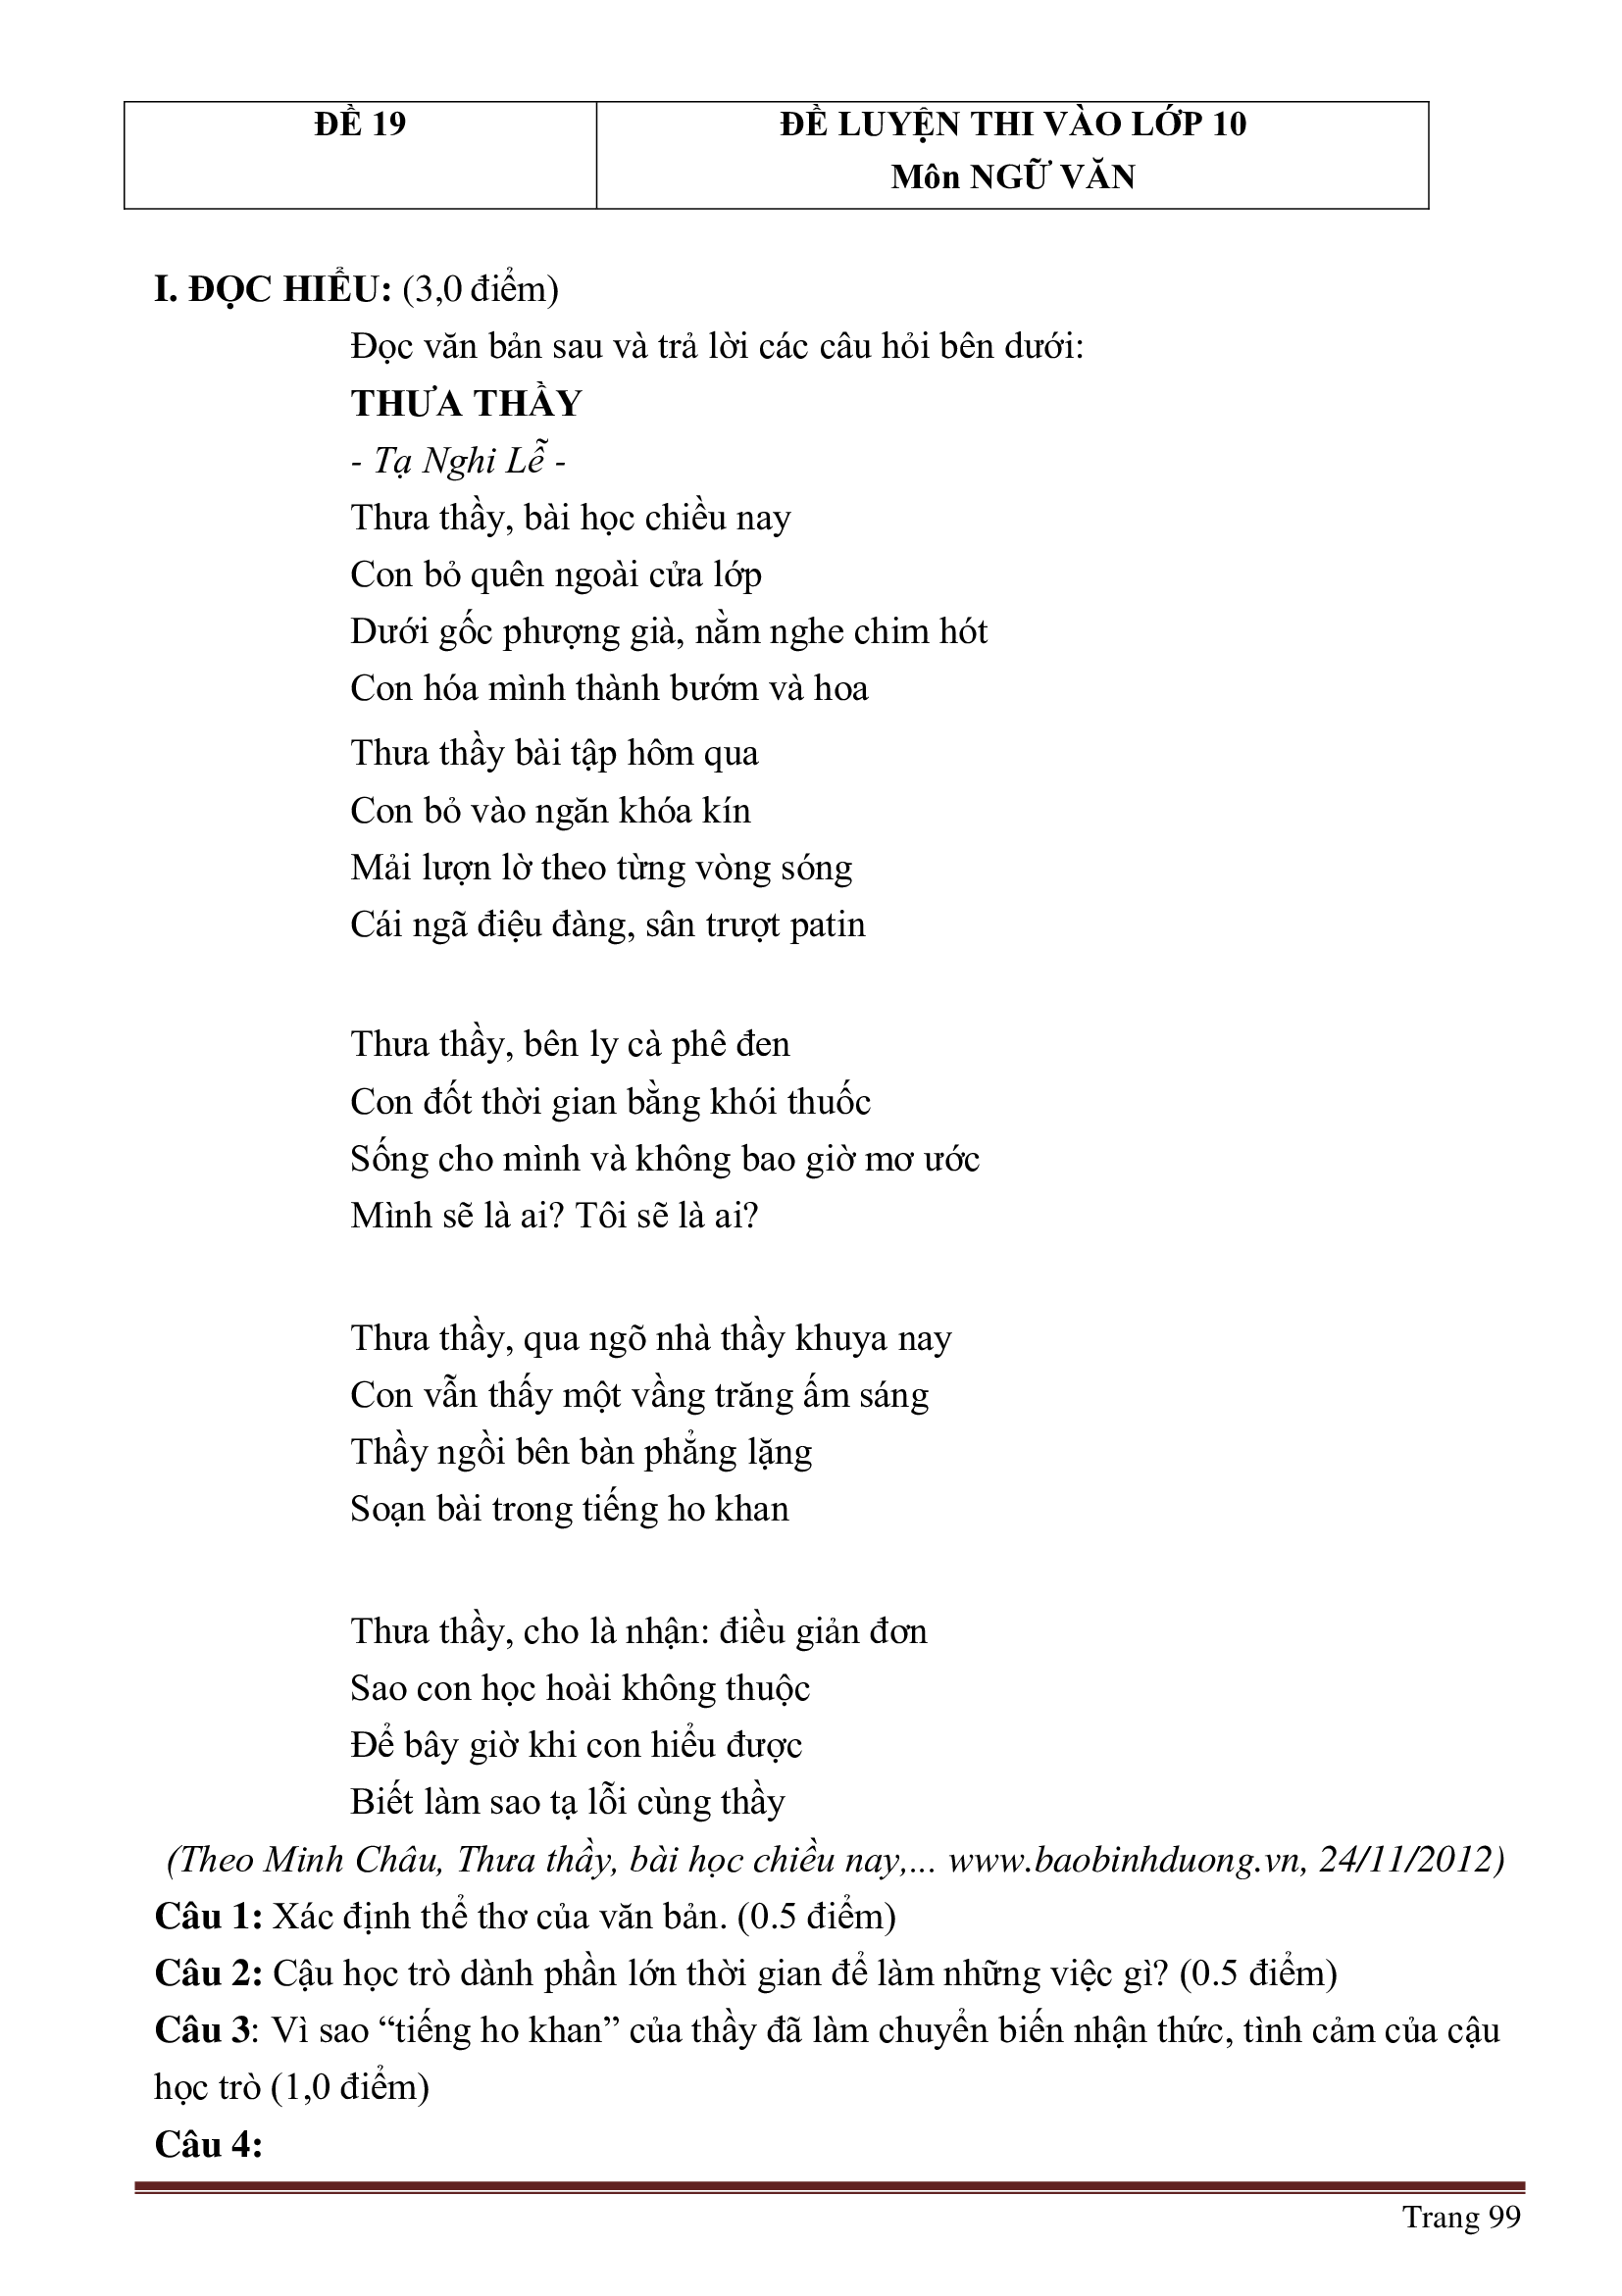 ĐỀ 19
ĐỀ LUYỆN THI VÀO LỚP 10
Môn NGỮ VĂN
I. ĐỌC HIỂU: (3,0 điểm)
Đọc văn bản sau và trả lời các câu hỏi bên dưới:
THƯA THẦY
- Tạ Nghi Lễ -
Thưa thầy, bài học chiều nay
Con bỏ quên ngoài cửa lớp
Dưới gốc phượng già, nằm nghe chim hót
Con hóa mình thành bướm và hoa
Thưa thầy bài tập hôm qua
Con bỏ vào ngăn khóa kín
Mải lượn lờ theo từng vòng sóng
Cái ngã điệu đàng, sân trượt patin
Thưa thầy, bên ly cà phê đen
Con đốt thời gian bằng khói thuốc
Sống cho mình và không bao giờ mơ ước
Mình sẽ là ai? Tôi sẽ là ai?
Thưa thầy, qua ngõ nhà thầy khuya nay
Con vẫn thấy một vầng trăng ấm sáng
Thầy ngồi bên bàn phẳng lặng
Soạn bài trong tiếng ho khan
Thưa thầy, cho là nhận: điều giản đơn
Sao con học hoài không thuộc
Để bây giờ khi con hiểu được
Biết làm sao tạ lỗi cùng thầy
(Theo Minh Châu, Thưa thầy, bài học chiều nay,... www.baobinhduong.vn, 24/11/2012)
Câu 1: Xác định thể thơ của văn bản. (0.5 điểm)
Câu 2: Cậu học trò dành phần lớn thời gian để làm những việc gì? (0.5 điểm)
Câu 3: Vì sao “tiếng ho khan” của thầy đã làm chuyển biến nhận thức, tình cảm của cậu
học trò (1,0 điểm)
Câu 4:
Trang 99